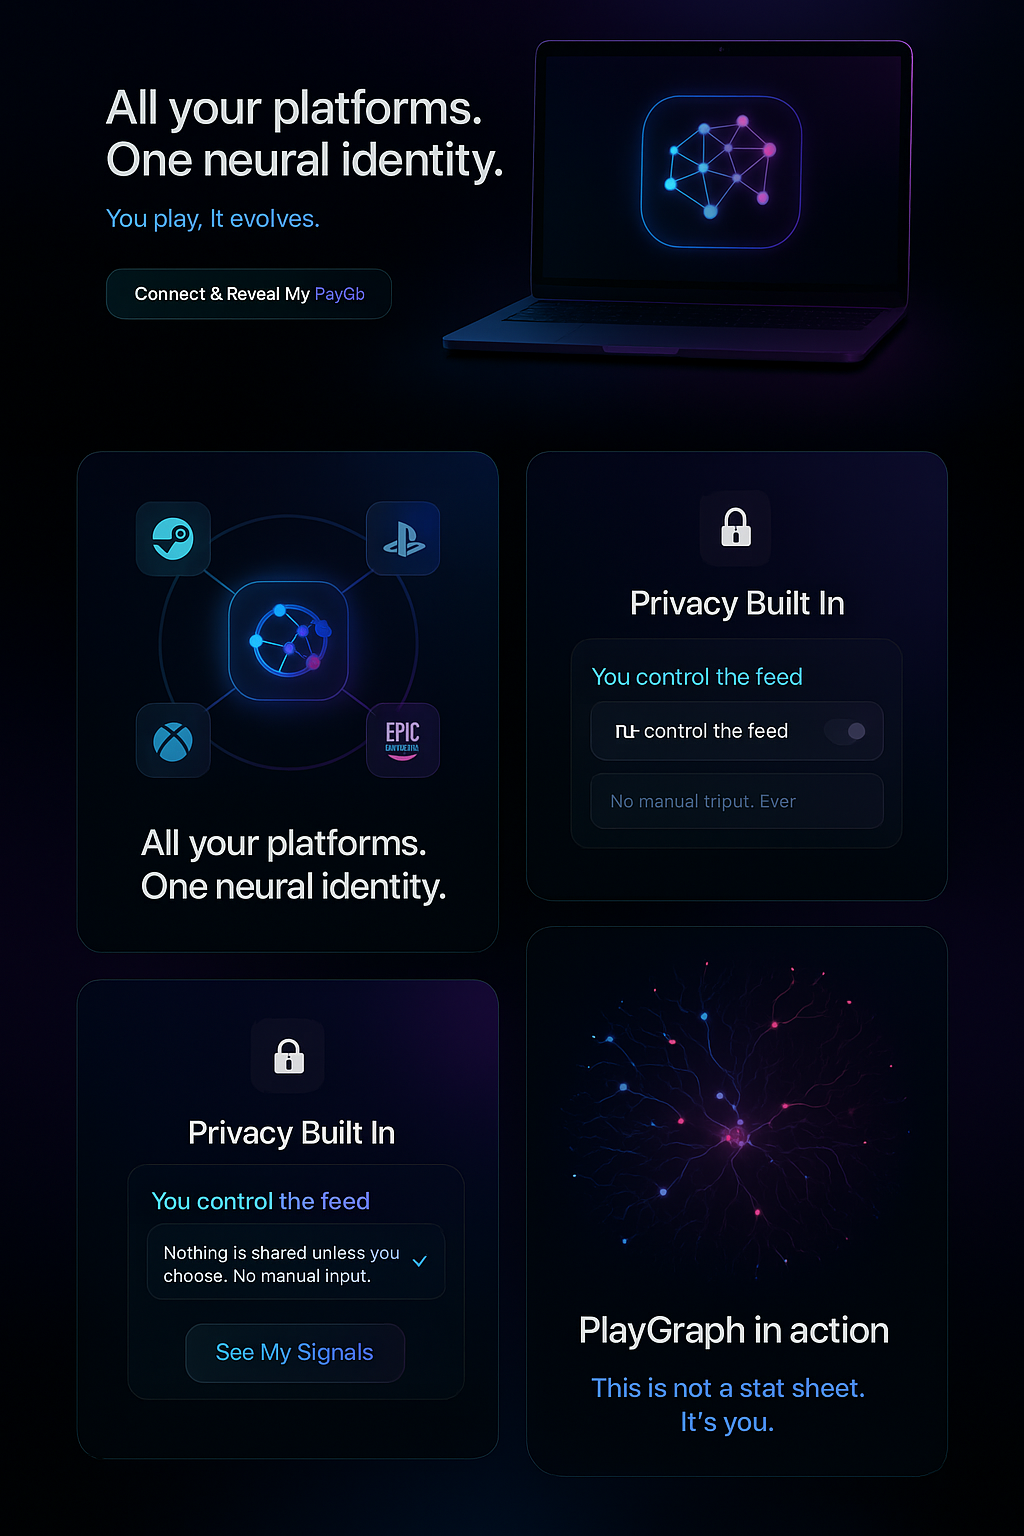 All your platforms.
One neural identity.
You play, It evolves.
Connect & Reveal My PayGb
EPIC
All your platforms.
One neural identity.
Privacy Built In
You control the feed
control the feed
No manual triput. Ever
Privacy Built In
You control the feed
Nothing is shared unless you
choose. No manual input.
See My Signals
PlayGraph in action
This is not a stat sheet.
It's you.